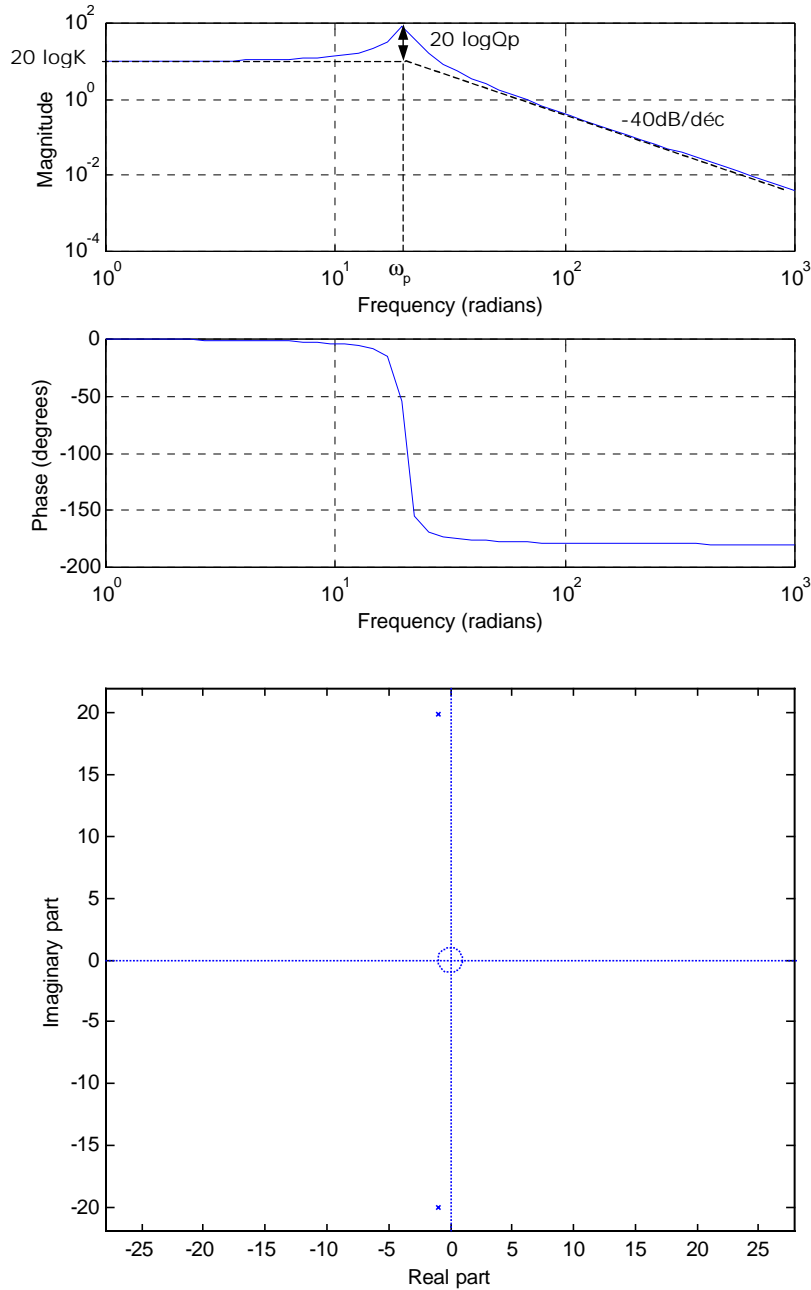 10^2
20 logQp
20 logK
10^0
-40dB/déc
Magnitude
10^-2
10^-4
10^0
10^1
ω_p
10^2
10^3
Frequency (radians)
0
-50
-100
-150
-200
Phase (degrees)
10^0
10^1
10^2
10^3
Frequency (radians)
20
15
10
5
0
-5
-10
-15
-20
Imaginary part
-25 -20 -15 -10 -5 0 5 10 15 20 25
Real part